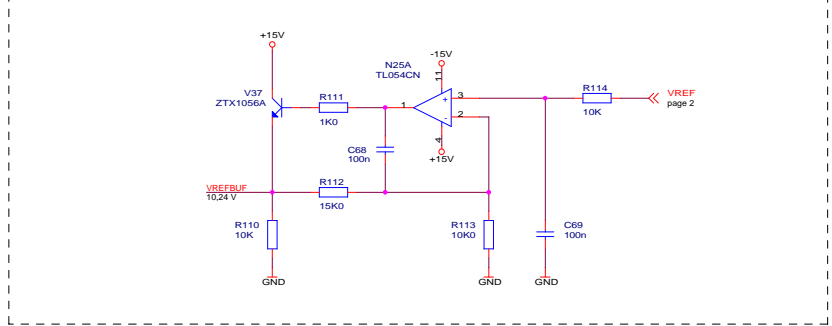 +15V
-15V
N25A
TL054CN
11
V37
ZTX1056A
R111
1K0
1
+
3
-
2
R114
10K
VREF
page 2
4
+15V
C68
100n
VREFBUF
10,24 V
R112
15K0
R110
10K
R113
10K0
C69
100n
GND
GND
GND